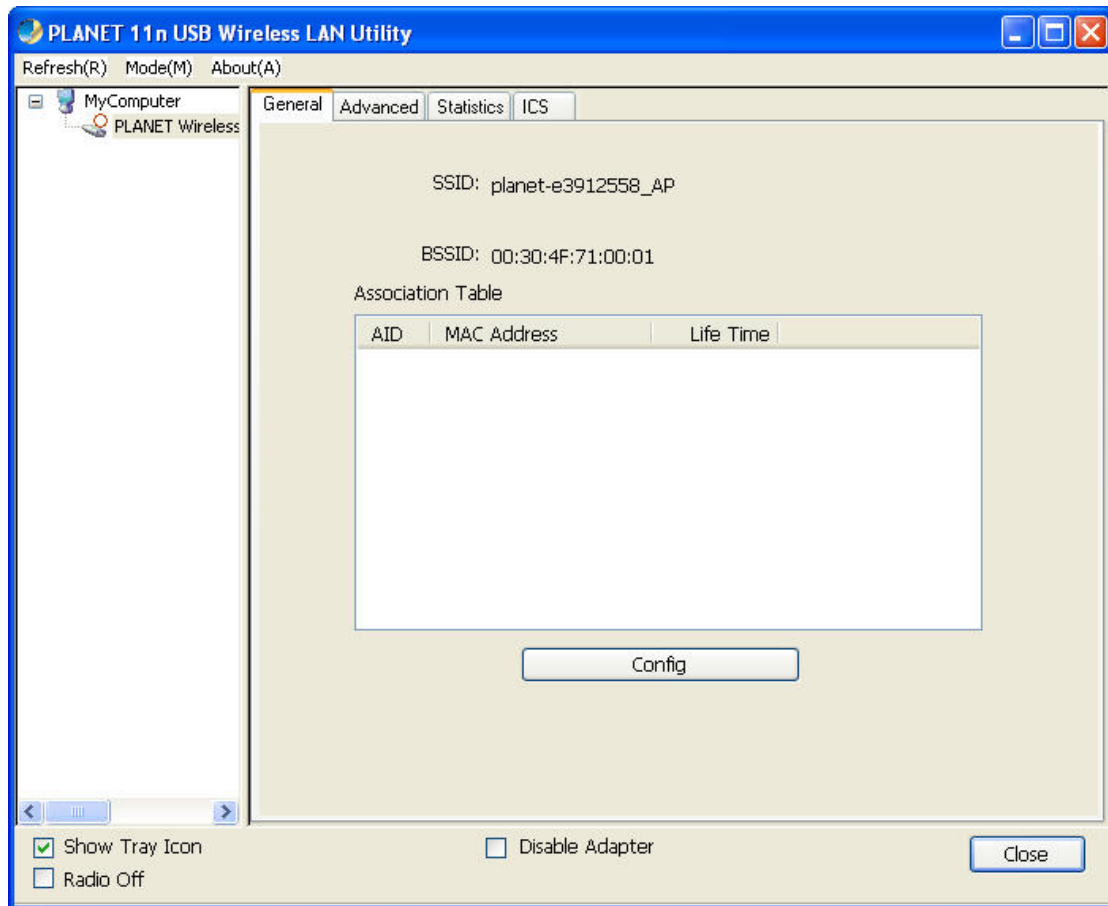 PLANET 11n USB Wireless LAN Utility
Refresh(R) Mode(M) About(A)
MyComputer
PLANET Wireless
General Advanced Statistics ICS
SSID: planet-e3912558_AP
BSSID: 00:30:4F:71:00:01
Association Table
AID MAC Address Life Time
Config
Show Tray Icon
Radio Off
Disable Adapter
Close